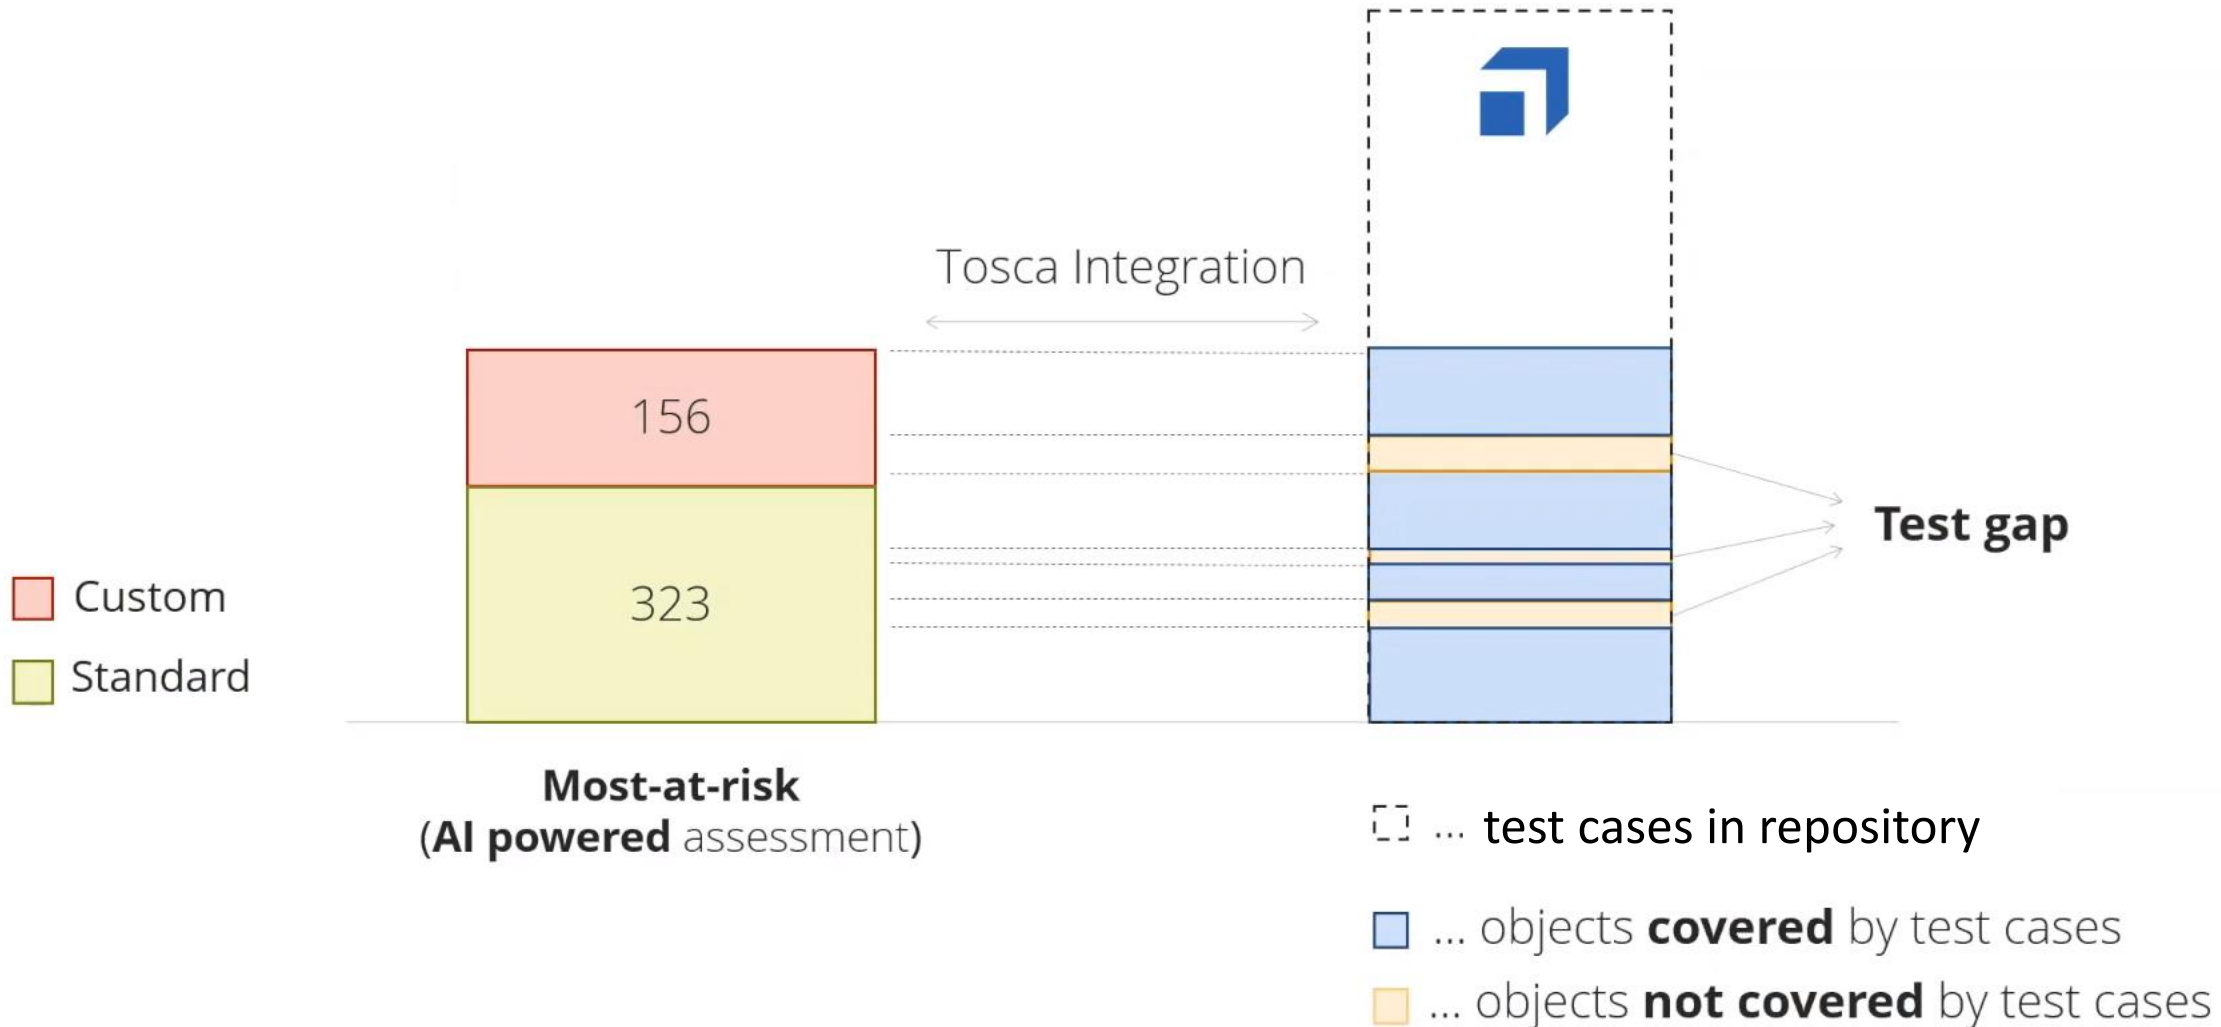 Tosca Integration
156
323
Test gap
Custom
Standard
Most-at-risk
(AI powered assessment)
... test cases in repository
... objects covered by test cases
... objects not covered by test cases